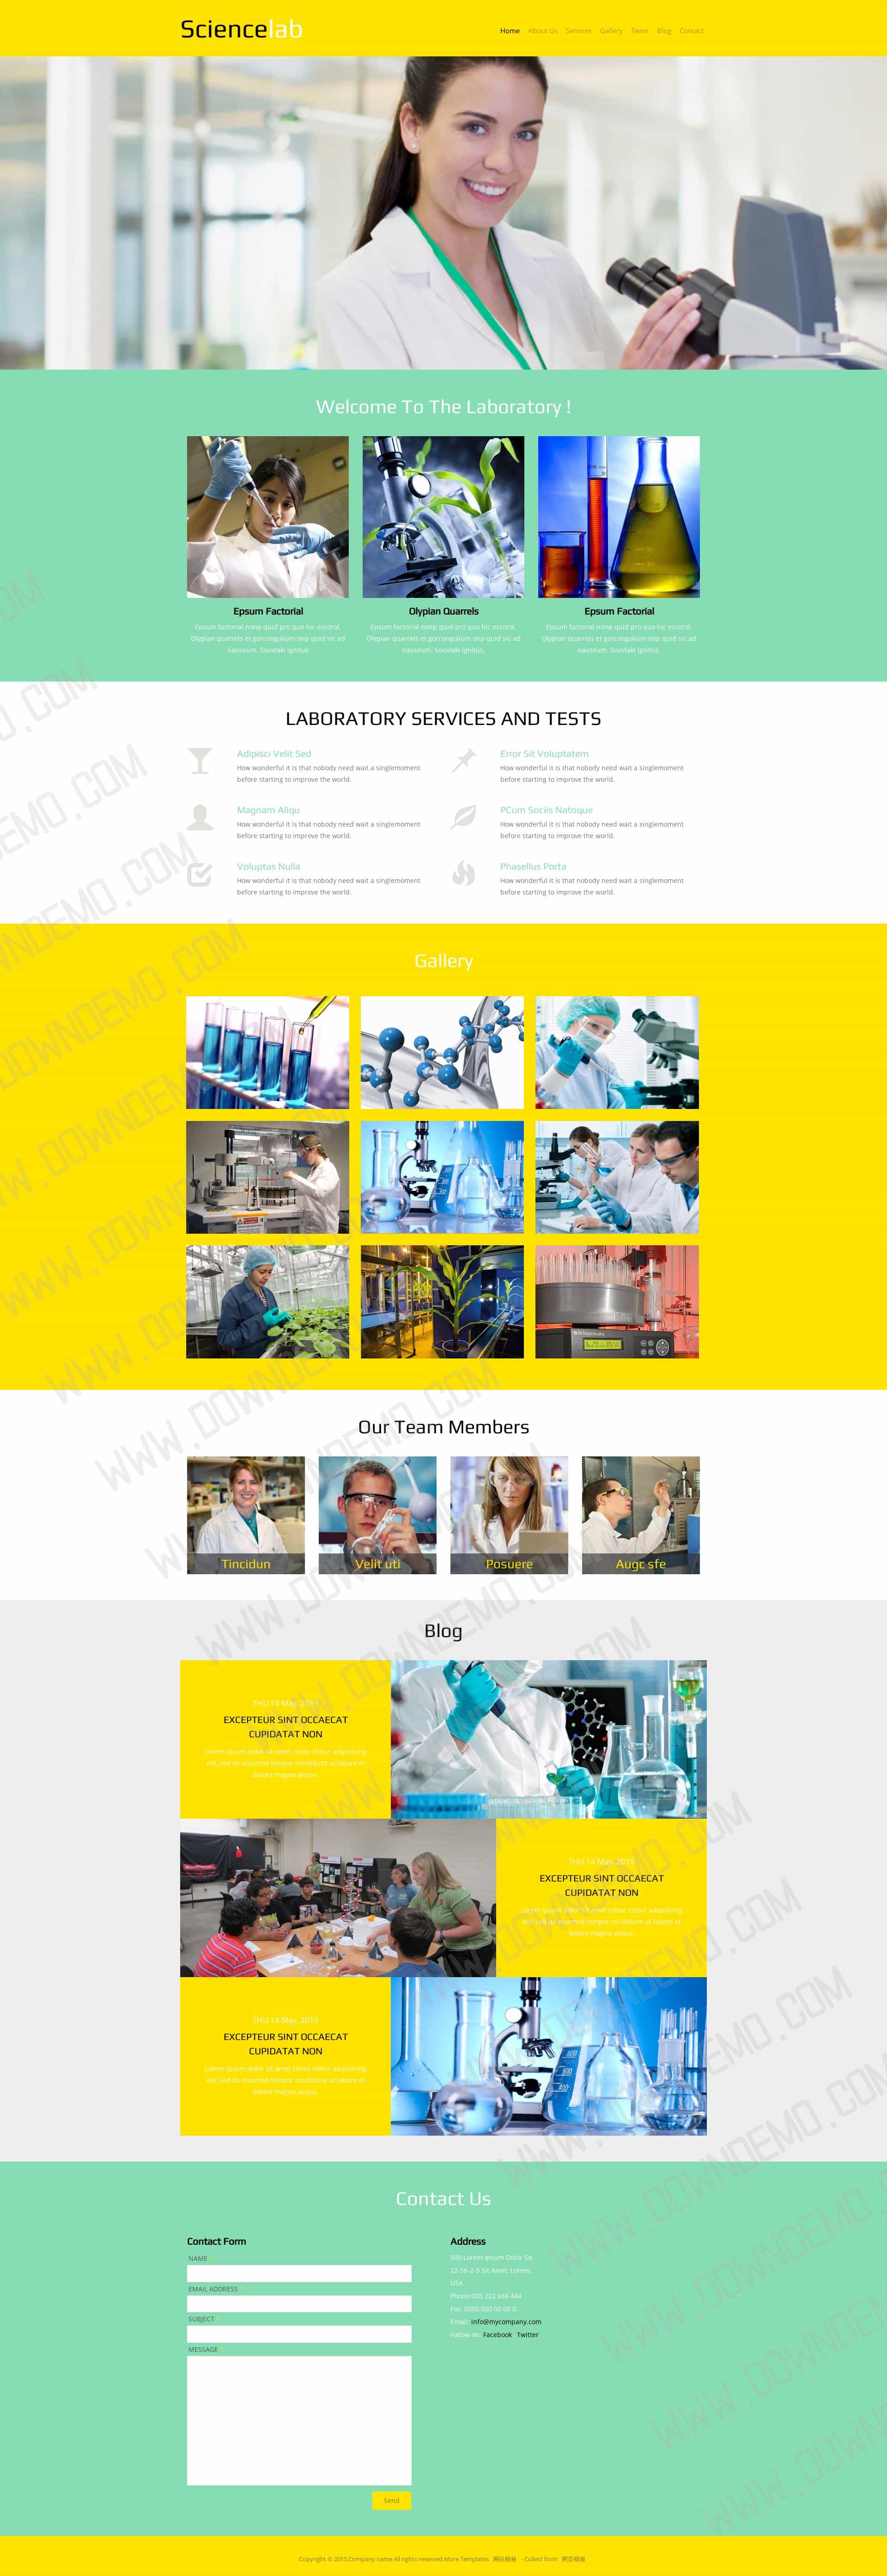 Sciencelab
Home About Us Services Gallery Team Blog Contact
Welcome To The Laboratory !
Epsum Factorial
Epsum factorial nonp quid pro quo hic escorol.
Olypian quarrels et gorcongolium onp quid sic ad
nauseum. Souvlaki ignitus
Olypian Quarrels
Epsum factorial nonp quid pro quo hic escorol.
Olypian quarrels et gorcongolium onp quid sic ad
nauseum. Souvlaki ignitus.
Epsum Factorial
Epsum factorial nonp quid pro quo hic escorol.
Olypian quarrels et gorcongolium onp quid sic ad
nauseum. Souvlaki ignitus.
LABORATORY SERVICES AND TESTS
Adipisci Velit Sed
How wonderful it is that nobody need wait a singlemoment
before starting to improve the world.
Error Sit Voluptatem
How wonderful it is that nobody need wait a singlemoment
before starting to improve the world.
Magnam Aliqu
How wonderful it is that nobody need wait a singlemoment
before starting to improve the world.
PCum Sociis Natoque
How wonderful it is that nobody need wait a singlemoment
before starting to improve the world.
Voluptas Nulla
How wonderful it is that nobody need wait a singlemoment
before starting to improve the world.
Phasellus Porta
How wonderful it is that nobody need wait a singlemoment
before starting to improve the world.
Gallery
Our Team Members
Tincidun
Velit uti
Posuere
Augc sfe
Blog
THU 14 May, 2015
EXCEPTEUR SINT OCCAECAT
CUPIDATAT NON
Lorem ipsum dolor sit amet conse ctetur adipisicing
elit, sed do eiusmod tempor incididunt ut labore et
dolore magna aliqua.
THU 14 May, 2015
EXCEPTEUR SINT OCCAECAT
CUPIDATAT NON
Lorem ipsum dolor sit amet conse ctetur adipisicing
elit, sed do eiusmod tempor incididunt ut labore et
dolore magna aliqua.
THU 14 May, 2015
EXCEPTEUR SINT OCCAECAT
CUPIDATAT NON
Lorem ipsum dolor sit amet conse ctetur adipisicing
elit, sed do eiusmod tempor incididunt ut labore et
dolore magna aliqua.
Contact Us
Contact Form
NAME *
EMAIL ADDRESS *
SUBJECT *
MESSAGE *
Send
Address
500 Lorem Ipsum Dolor Sit,
22-56-2-9 Sit Amet, Lorem,
USA
Phone:(00) 222 666 444
Fax: (000) 000 00 00 0
Email: info@mycompany.com
Follow on: Facebook, Twitter
Copyright © 2015.Company name All rights reserved.More Templates 网站模板 - Collect from 网页模板
WWW.DOWNDEMO.COM